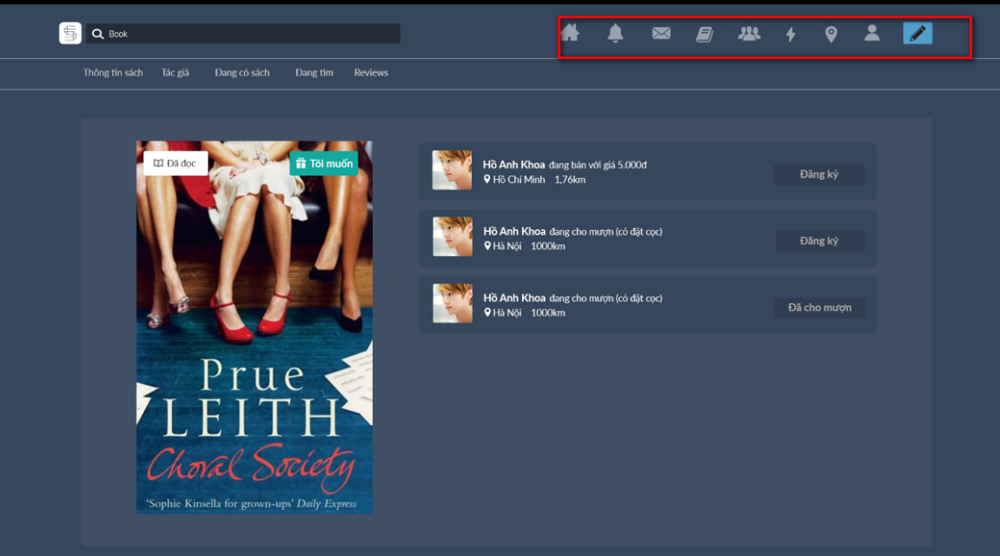 Book
Thông tin sách Tác giả Đang có sách Đang tìm Reviews
Đã đọc
Tôi muốn
Prue
LEITH
Choral Society
'Sophie Kinsella for grown-ups' Daily Express
Hồ Anh Khoa đang bán với giá 5.000đ
Hồ Chí Minh 1,76km
Đăng ký
Hồ Anh Khoa đang cho mượn (có đặt cọc)
Hà Nội 1000km
Đăng ký
Hồ Anh Khoa đang cho mượn (có đặt cọc)
Hà Nội 1000km
Đã cho mượn